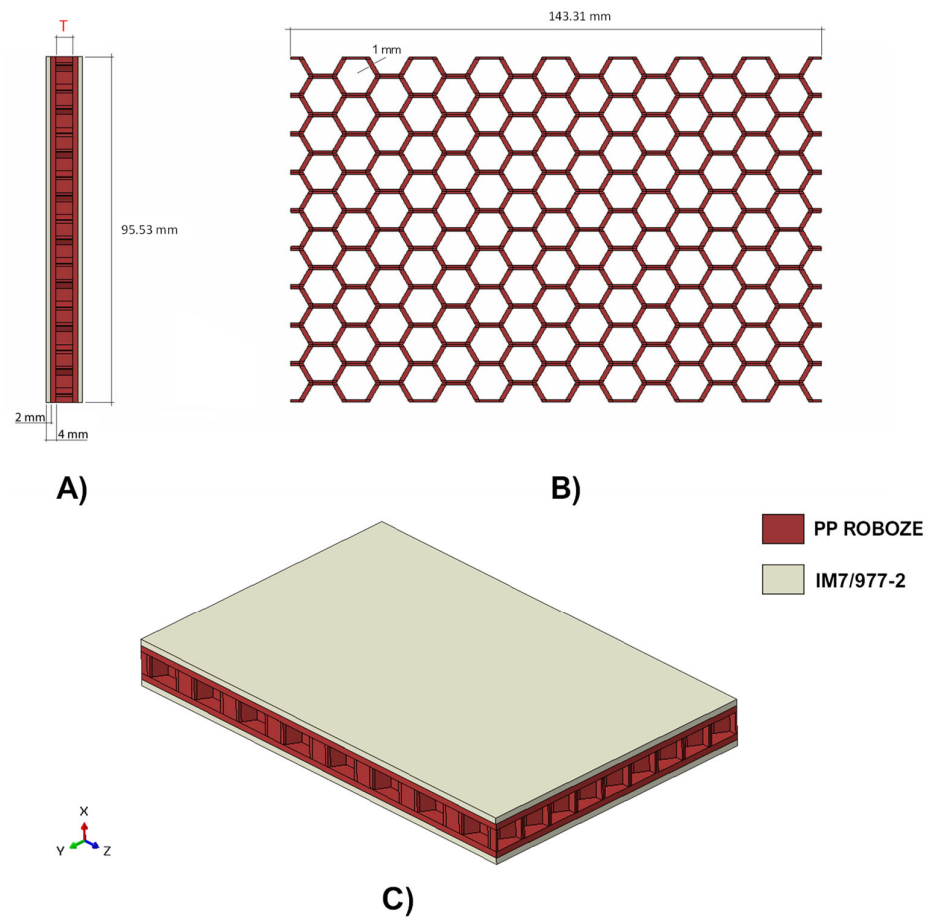 T
143.31 mm
1 mm
95.53 mm
2 mm
4 mm
A)
B)
PP ROBOZE
IM7/977-2
X
Y
Z
C)